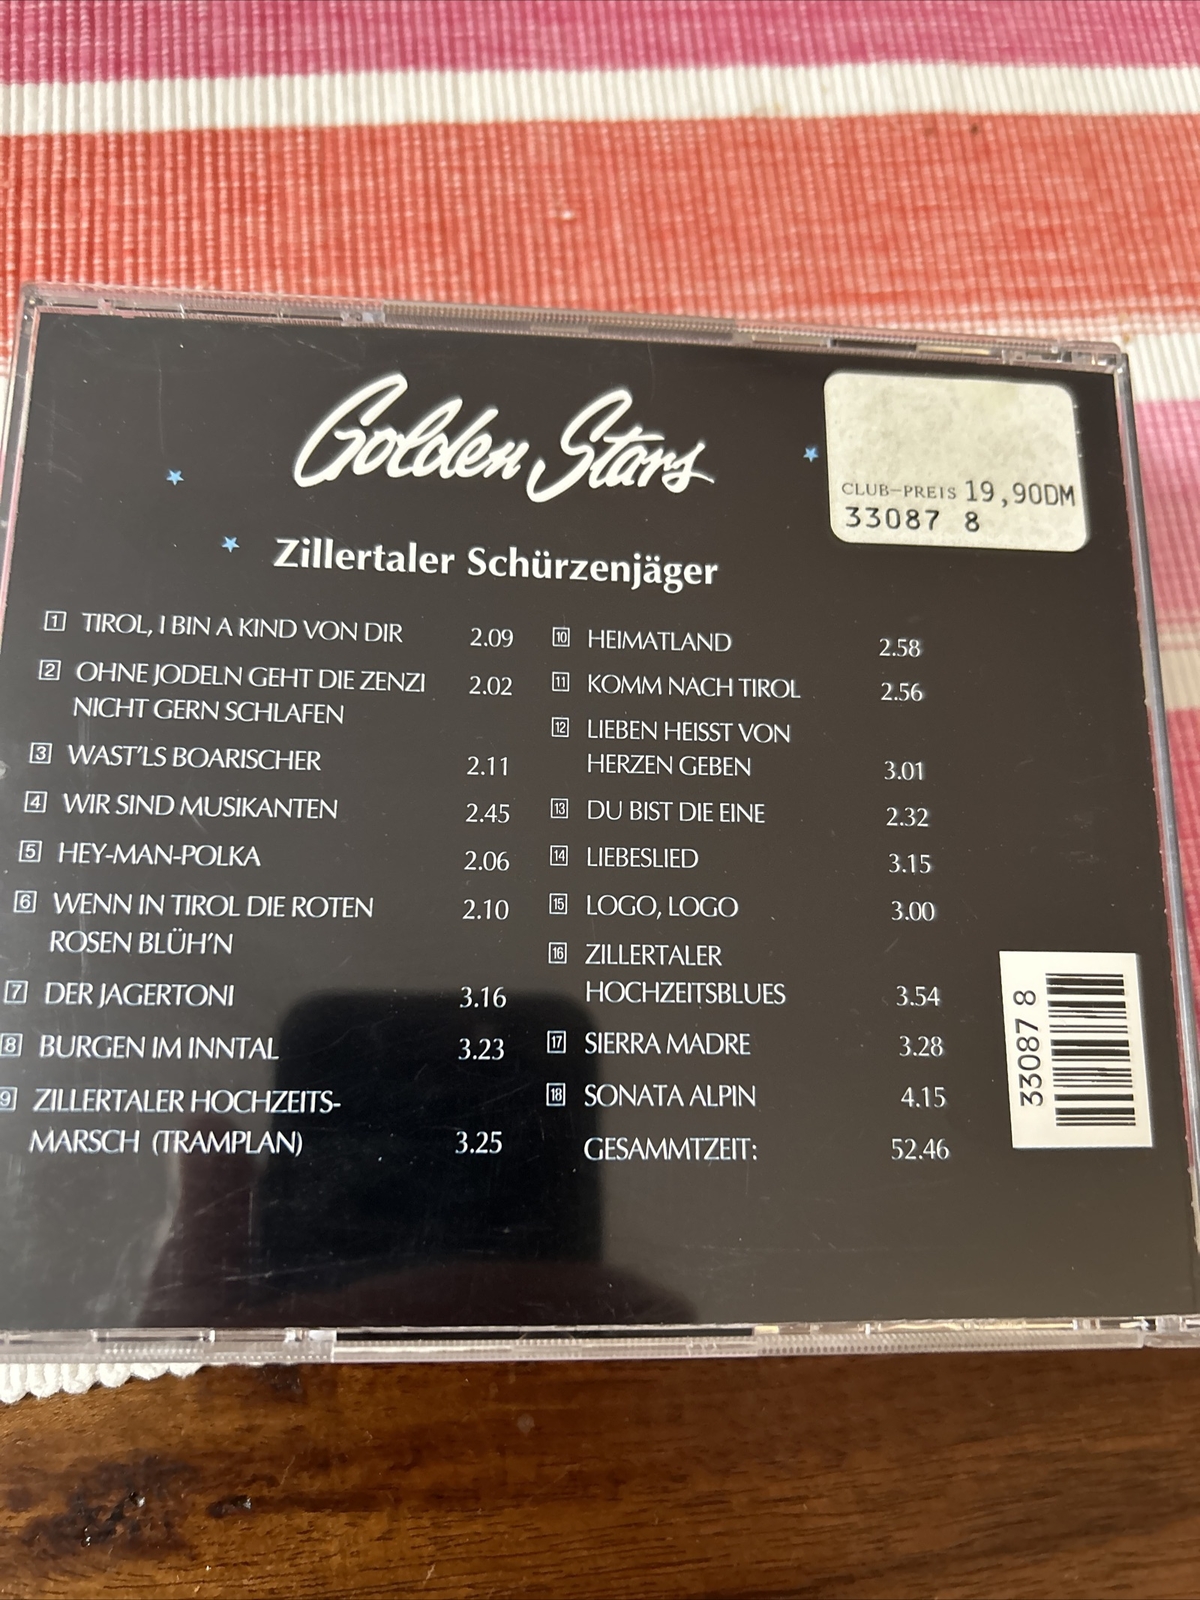 Golden Stars
CLUB-PREIS 19,90DM
33087 8
Zillertaler Schürzenjäger
1 TIROL, I BIN A KIND VON DIR 2.09
2 OHNE JODELN GEHT DIE ZENZI 2.02
NICHT GERN SCHLAFEN
3 WAST'LS BOARISCHER 2.11
4 WIR SIND MUSIKANTEN 2.45
5 HEY-MAN-POLKA 2.06
6 WENN IN TIROL DIE ROTEN 2.10
ROSEN BLÜH'N
7 DER JAGERTONI 3.16
8 BURGEN IM INNTAL 3.23
9 ZILLERTALER HOCHZEITS-
MARSCH (TRAMPLAN) 3.25
10 HEIMATLAND 2.58
11 KOMM NACH TIROL 2.56
12 LIEBEN HEISST VON
HERZEN GEBEN 3.01
13 DU BIST DIE EINE 2.32
14 LIEBESLIED 3.15
15 LOGO, LOGO 3.00
16 ZILLERTALER
HOCHZEITSBLUES 3.54
17 SIERRA MADRE 3.28
18 SONATA ALPIN 4.15
GESAMMTZEIT: 52.46
33087 8